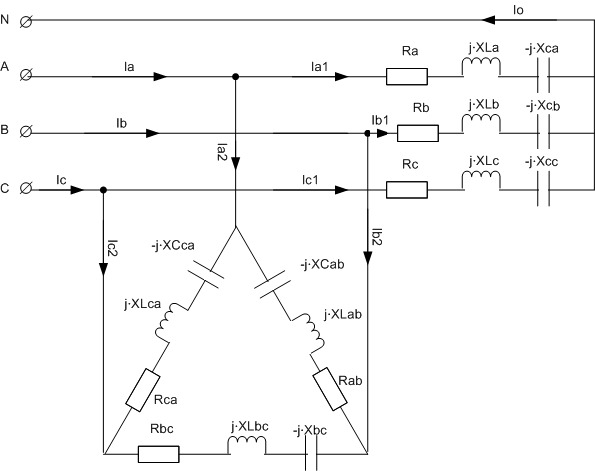 N Io
A Ia Ia1 Ra j·XLa -j·Xca
B Ib Ib1 Rb j·XLb -j·Xcb
Ia2
C Ic Ic1 Rc j·XLc -j·Xcc
Ic2 Ib2
-j·XCca -j·XCab
j·XLca j·XLab
Rca Rab
Rbc j·XLbc -j·Xbc